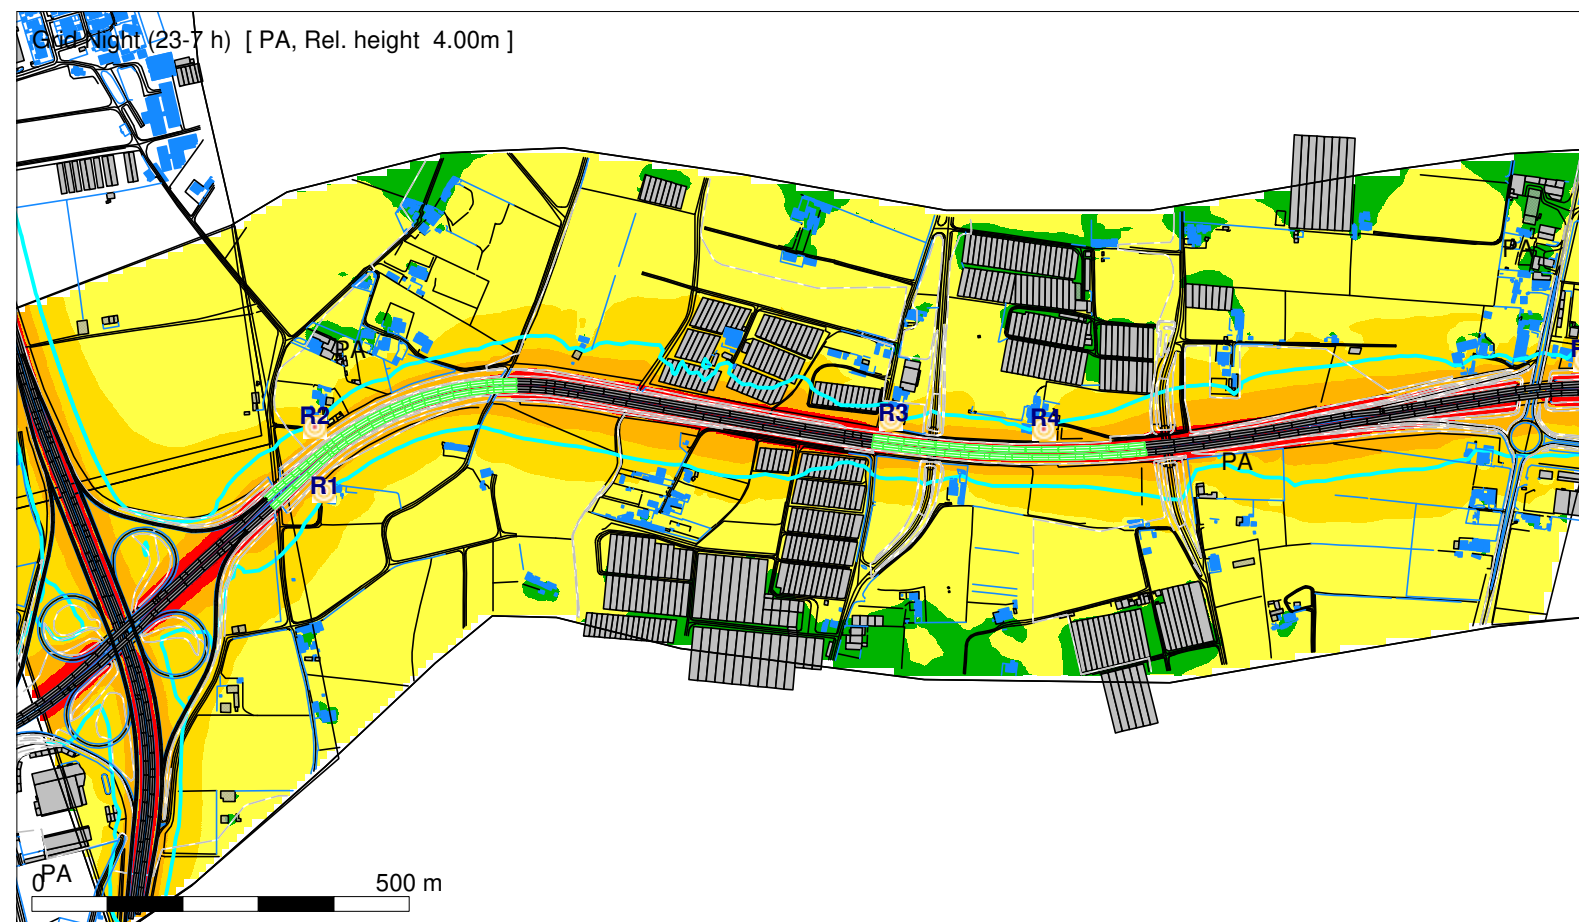 Grid Night (23-7 h) [ PA, Rel. height 4.00m ]
PA
PA
R2
R3
R4
PA
R1
PA
0
500 m